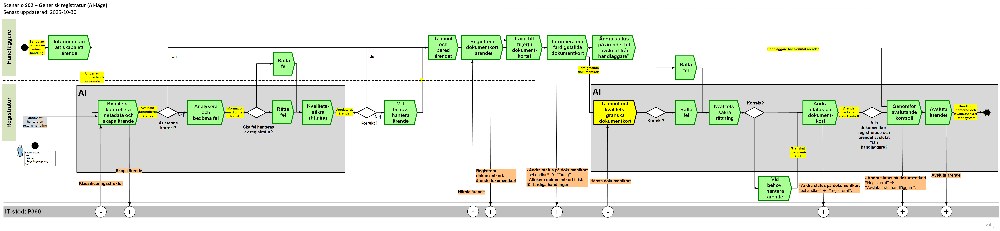 Scenario S02 – Generisk registratur (AI-läge)
Senast uppdaterad: 2025-10-30
Handläggare
Behov att
hantera en
intern
handling
Informera om
att skapa ett
ärende
Underlag
för upprättande
av ärende
Ja
Rätta
fel
Ja
Ja
Ta emot
och
bered
ärendet
Registrera
dokumentkort
i ärendet
Lägg till
fil(er) i
dokument-
kortet
Informera om
färdigställda
dokumentkort
Ändra status
på ärendet till
”avslutat från
handläggare”
Färdigställda
dokumentkort
Rätta
fel
Handläggare har avslutat ärendet
Registratur
Behov att
hantera en
extern handling
Extern aktör:
t.ex.
* EU-rev
* Regeringsuppdrag
* etc.
AI
Kvalitets-
kontrollera
metadata och
skapa ärende
Kvalitets-
kontrollerat
ärende
Är ärende
korrekt?
Nej
Analysera
och
bedöma fel
Information
om dignitet
för fel
Ska fel hanteras
av registratur?
Rätta
fel
Kvalitets-
säkra
rättning
Uppdaterat
ärende
Korrekt?
Nej
Vid
behov,
hantera
ärende
AI
Ta emot och
kvalitets-
granska
dokumentkort
Korrekt?
Rätta
fel
Kvalitets-
säkra
rättning
Korrekt?
Granskat
dokument-
kort
Vid
behov,
hantera
ärende
Ändra
status på
dokument-
kort
Ärende
redo för
sista kontroll
Alla
dokumentkort
registrerade och
ärendet avslutat
från
handläggare?
Genomför
avslutande
kontroll
Avsluta
ärendet
Handling
hanterad och
Kvalitetssäkrat
i stödsystem
Klassificeringsstruktur
Skapa ärende
Hämta ärende
Registrera
dokumentkort/
ärendedokumentkort
- Ändra status på dokumentkort
”behandlas” → ”färdig”.
- Allokera dokumentkort i lista
för färdiga handlingar
Hämta dokumentkort
- Ändra status på dokumentkort
”behandlas” → ”registrerat”.
- Ändra status på dokumentkort
”Registrerat” →
”Avslutat från handläggare”.
Avsluta ärende
IT-stöd: P360
-
+
-
+
+
-
+
+
+
aptly: